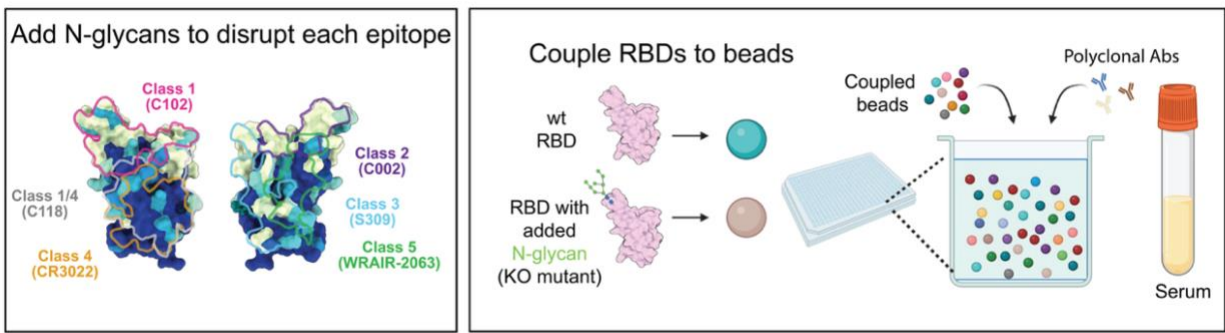 Add N-glycans to disrupt each epitope
Class 1
(C102)
Class 2
(C002)
Class 1/4
(C118)
Class 3
(S309)
Class 4
(CR3022)
Class 5
(WRAIR-2063)
Couple RBDs to beads
wt
RBD
RBD with
added
N-glycan
(KO mutant)
Coupled
beads
Polyclonal Abs
Serum